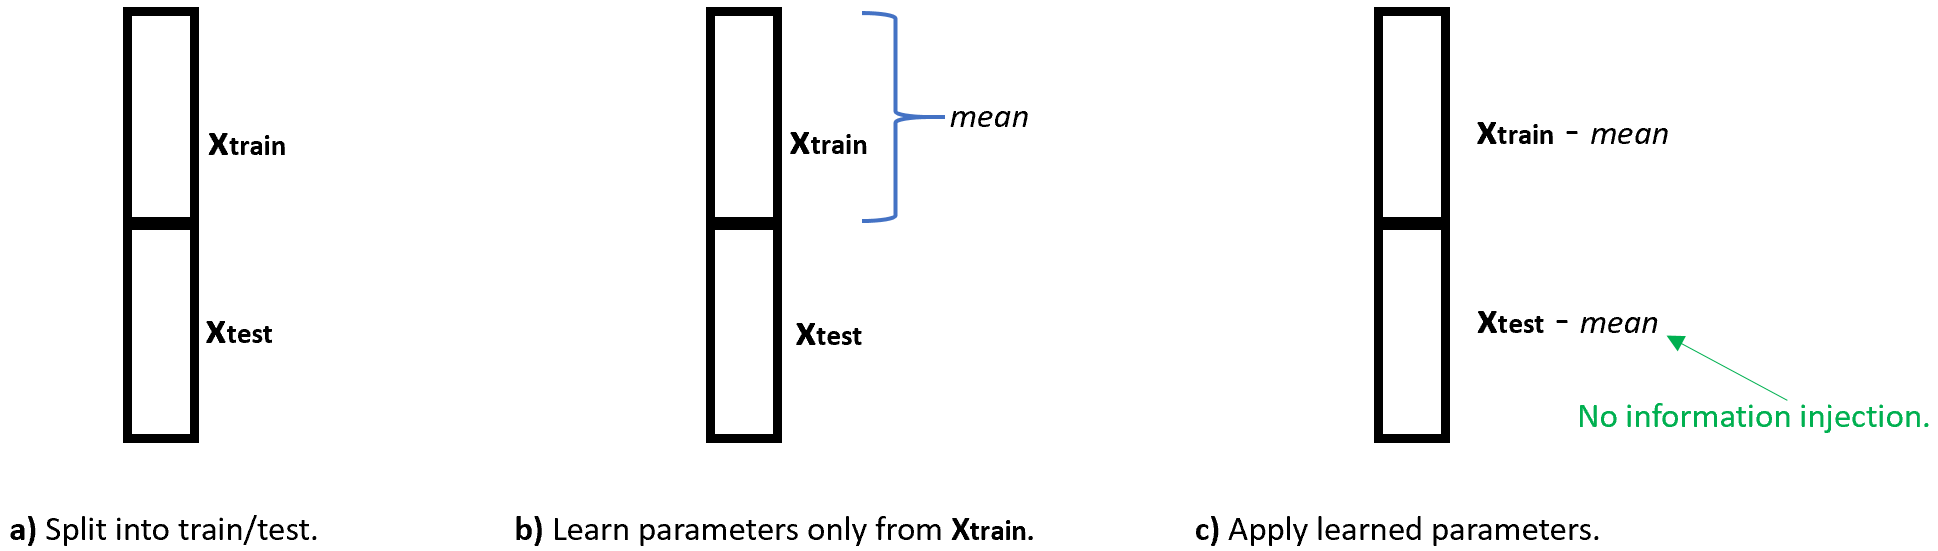 Xtrain
Xtest
a) Split into train/test.
Xtrain
mean
Xtest
b) Learn parameters only from Xtrain.
Xtrain - mean
Xtest - mean
No information injection.
c) Apply learned parameters.